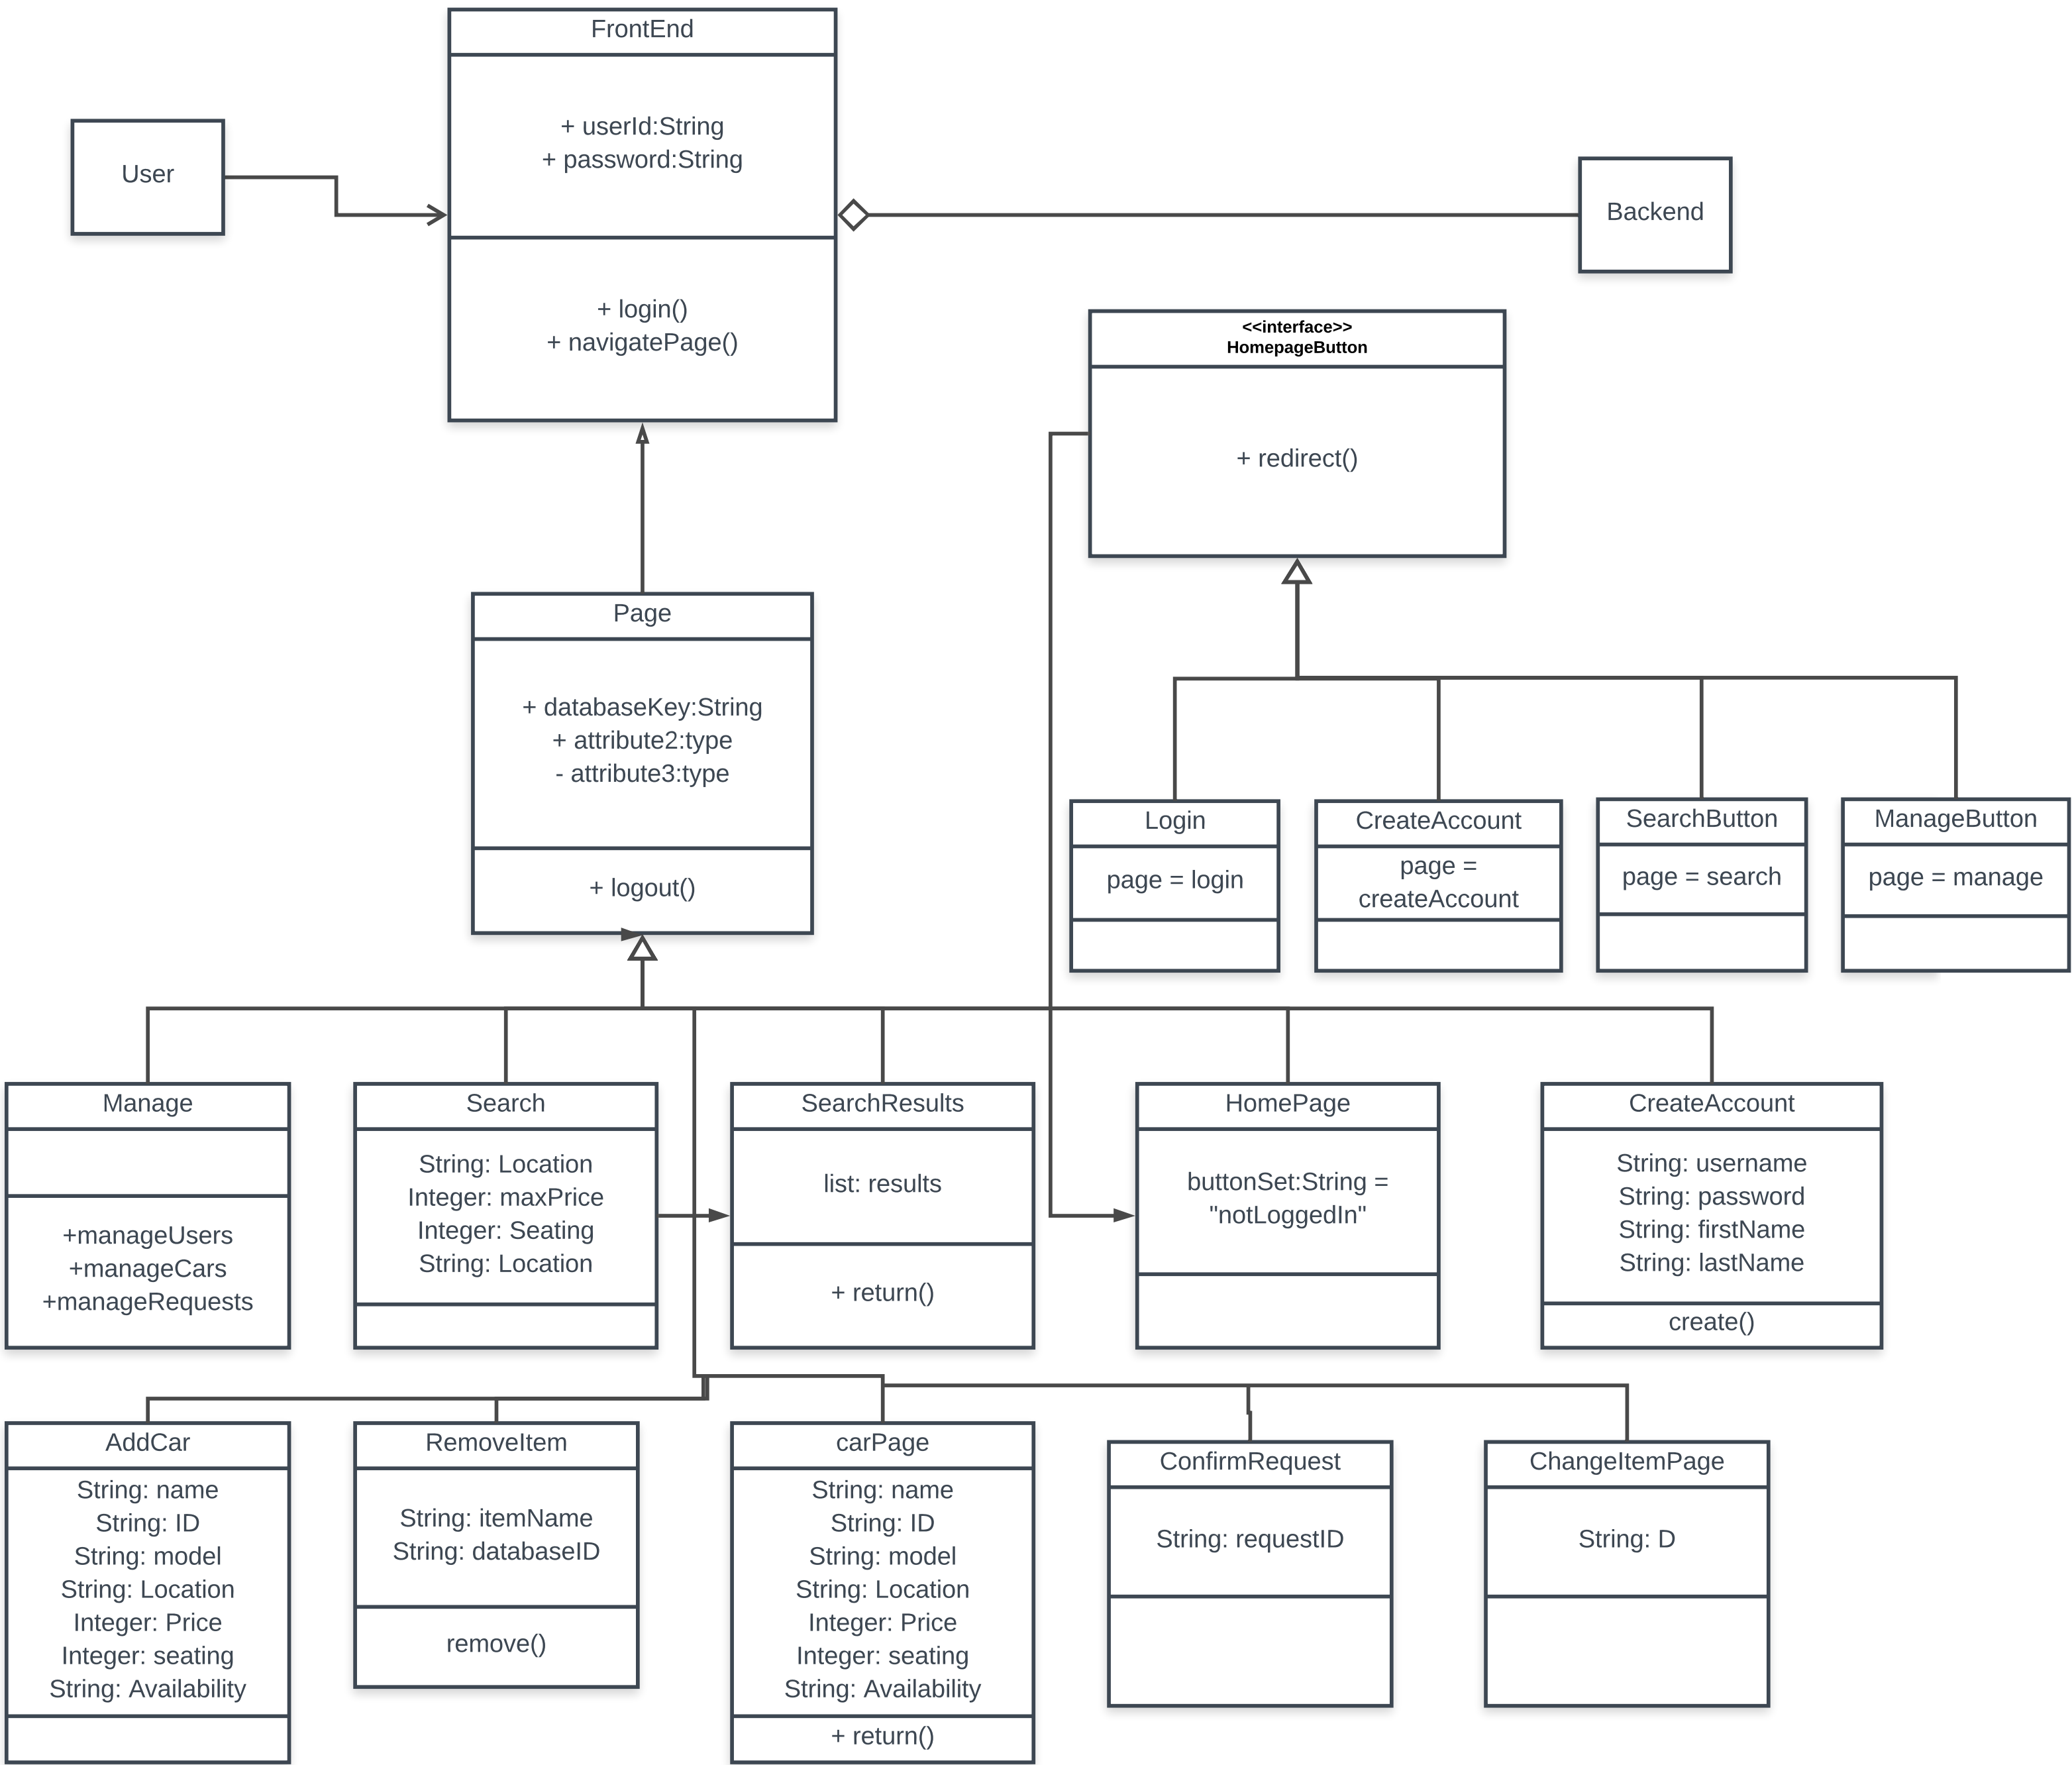 FrontEnd
+ userId:String
+ password:String
+ login()
+ navigatePage()
User
Backend
<<interface>>
HomepageButton
+ redirect()
Page
+ databaseKey:String
+ attribute2:type
- attribute3:type
+ logout()
Login
page = login
CreateAccount
page =
createAccount
SearchButton
page = search
ManageButton
page = manage
Manage
+manageUsers
+manageCars
+manageRequests
Search
String: Location
Integer: maxPrice
Integer: Seating
String: Location
SearchResults
list: results
+ return()
HomePage
buttonSet:String =
"notLoggedIn"
CreateAccount
String: username
String: password
String: firstName
String: lastName
create()
AddCar
String: name
String: ID
String: model
String: Location
Integer: Price
Integer: seating
String: Availability
RemoveItem
String: itemName
String: databaseID
remove()
carPage
String: name
String: ID
String: model
String: Location
Integer: Price
Integer: seating
String: Availability
+ return()
ConfirmRequest
String: requestID
ChangeItemPage
String: D